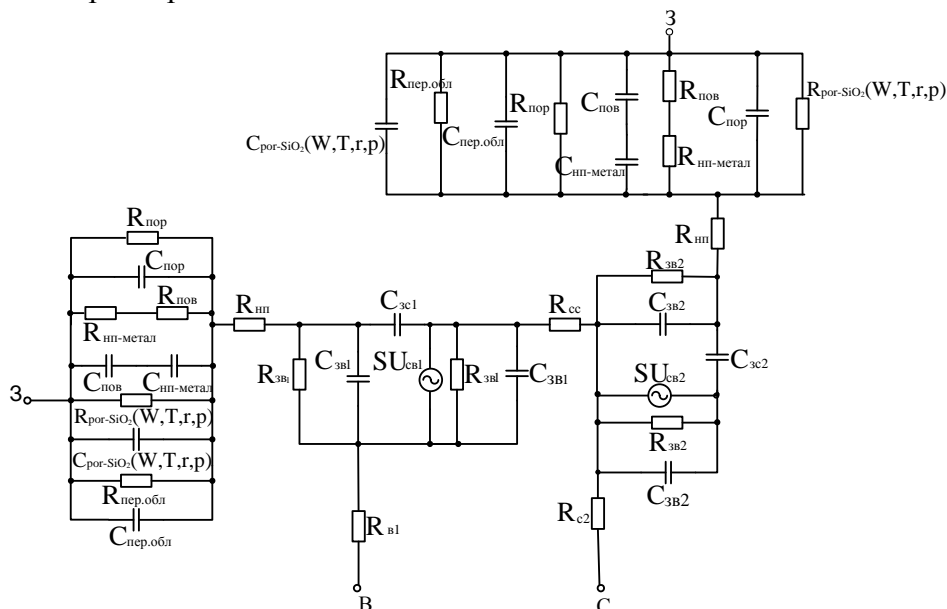 З
Rпер.обл
Cпер.обл
Rпор
Cпов
Cнп-метал
Rпов
Rнп-метал
Cпор
Rpor-SiO₂(W,T,r,p)
Cpor-SiO₂(W,T,r,p)
Rнп
Rпор
Cпор
Rпов
Rнп-метал
Cпов
Cнп-метал
З
Rpor-SiO₂(W,T,r,p)
Cpor-SiO₂(W,T,r,p)
Rпер.обл
Cпер.обл
Rнп
Rзв1
Cзв1
Cзс1
SUсв1
Rзв1
Cзв1
Rсс
Rв1
В
Rзв2
Cзв2
Cзс2
SUсв2
Rзв2
Cзв2
Rс2
С